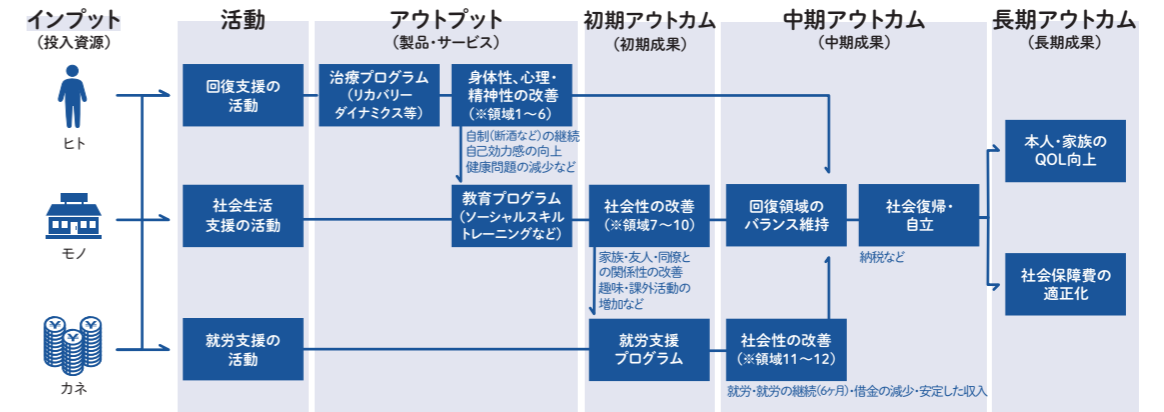 インプット
（投入資源）
活動
アウトプット
（製品・サービス）
初期アウトカム
（初期成果）
中期アウトカム
（中期成果）
長期アウトカム
（長期成果）
ヒト
回復支援の
活動
治療プログラム
（リカバリー
ダイナミクス等）
身体性、心理・
精神性の改善
（※領域1～6）
自制（断酒など）の継続
自己効力感の向上
健康問題の減少など
モノ
社会生活
支援の活動
教育プログラム
（ソーシャルスキル
トレーニングなど）
社会性の改善
（※領域7～10）
家族・友人・同僚と
の関係性の改善
趣味・課外活動の
増加など
回復領域の
バランス維持
社会復帰・
自立
納税など
本人・家族の
QOL向上
社会保障費の
適正化
カネ
就労支援の
活動
就労支援
プログラム
社会性の改善
（※領域11～12）
就労・就労の継続（6ヶ月）・借金の減少・安定した収入
¥
¥
¥